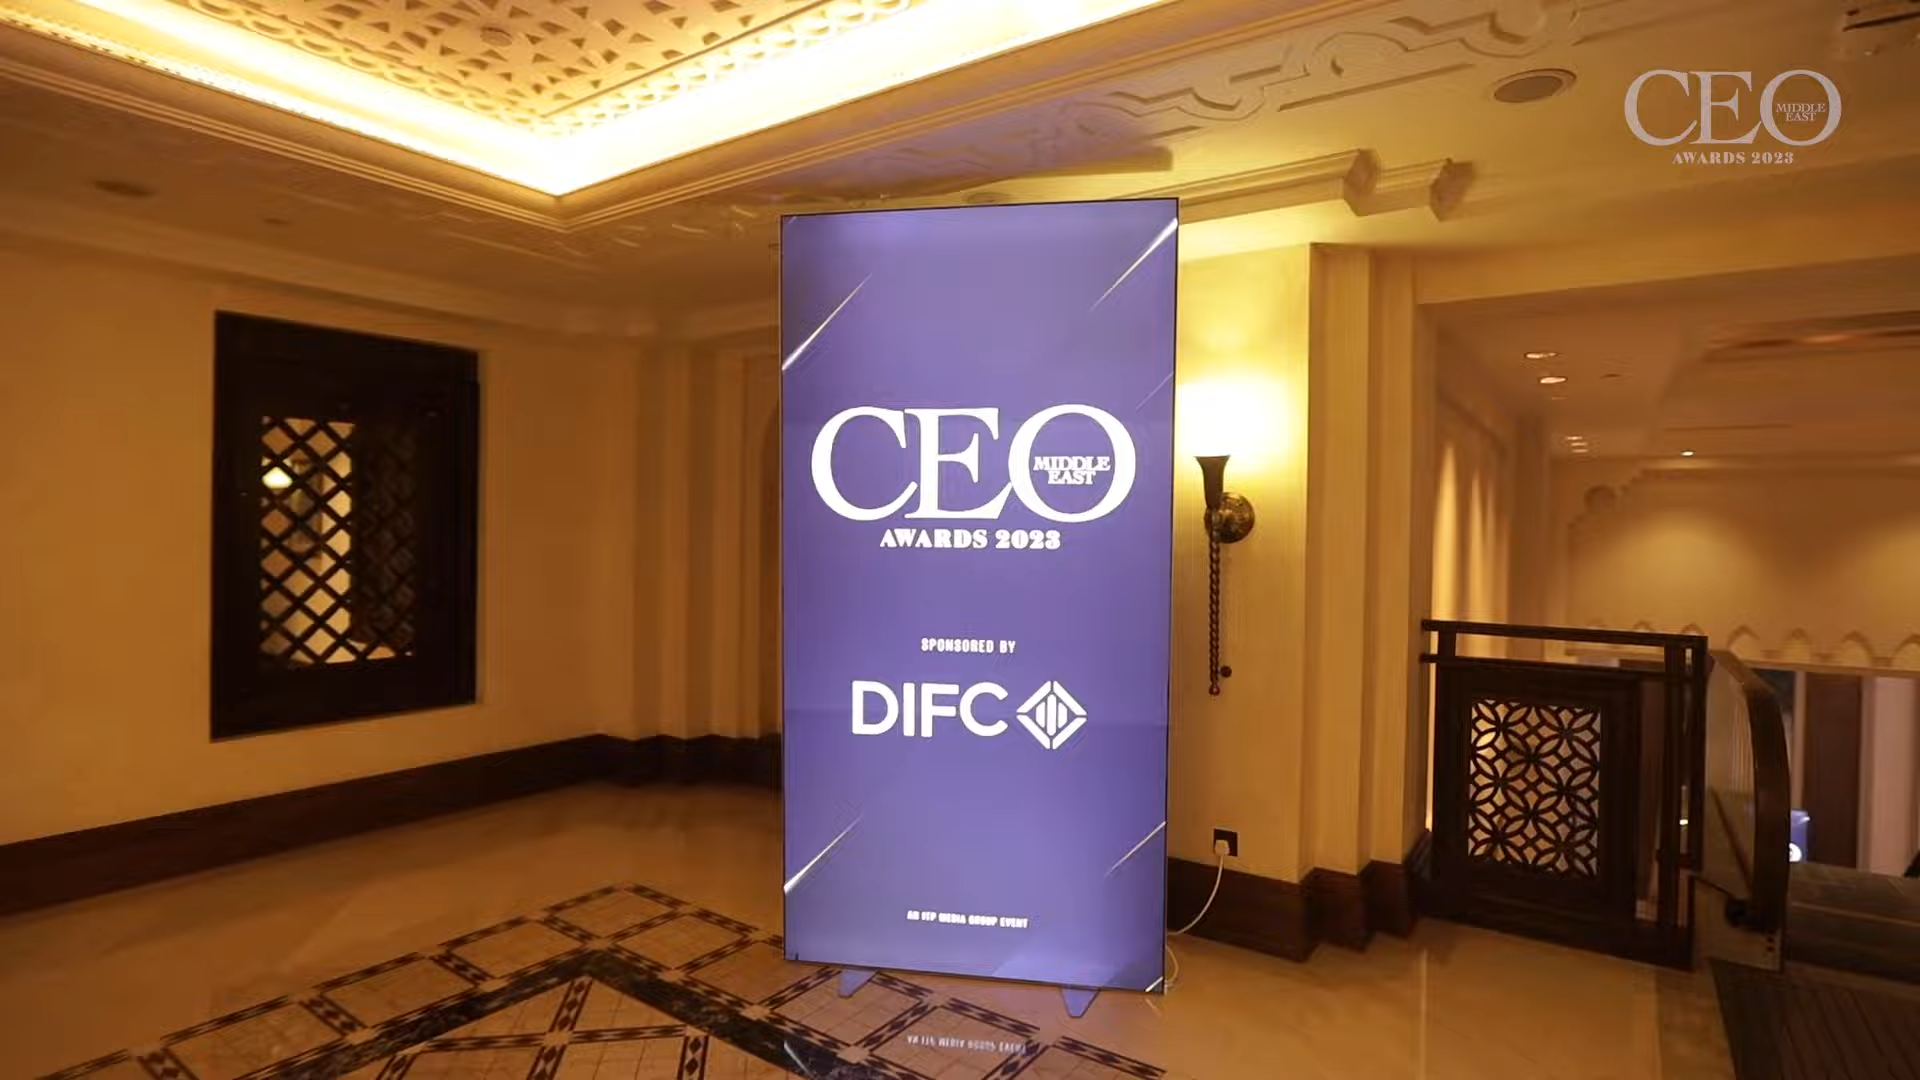 CEO
MIDDLE
EAST
AWARDS 2023
CEO
MIDDLE
EAST
AWARDS 2023
SPONSORED BY
DIFC
AN ITP MEDIA GROUP EVENT